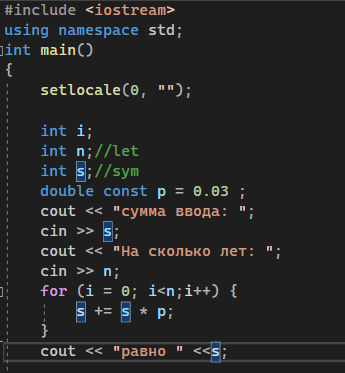 #include <iostream>
using namespace std;
int main()
{
setlocale(0, "");
int i;
int n;//let
int s;//sym
double const p = 0.03 ;
cout << "сумма ввода: ";
cin >> s;
cout << "На сколько лет: ";
cin >> n;
for (i = 0; i<n;i++) {
s += s * p;
}
cout << "равно " <<s;